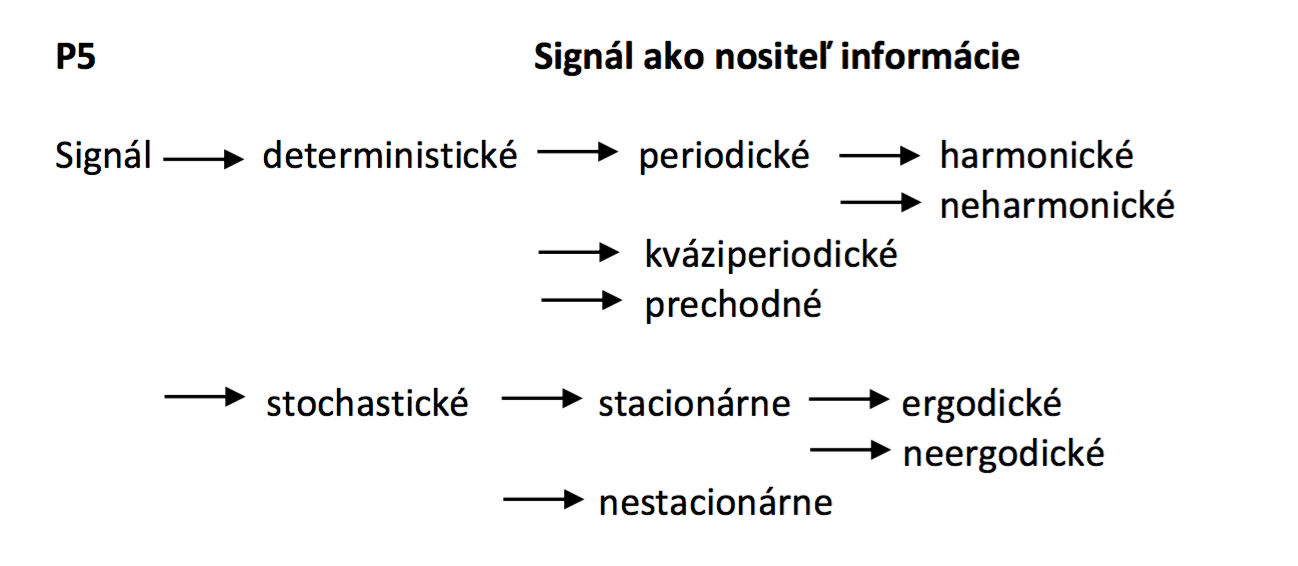 P5 Signál ako nositeľ informácie
Signál deterministické periodické harmonické
neharmonické
kváziperiodické
prechodné
stochastické stacionárne ergodické
neergodické
nestacionárne